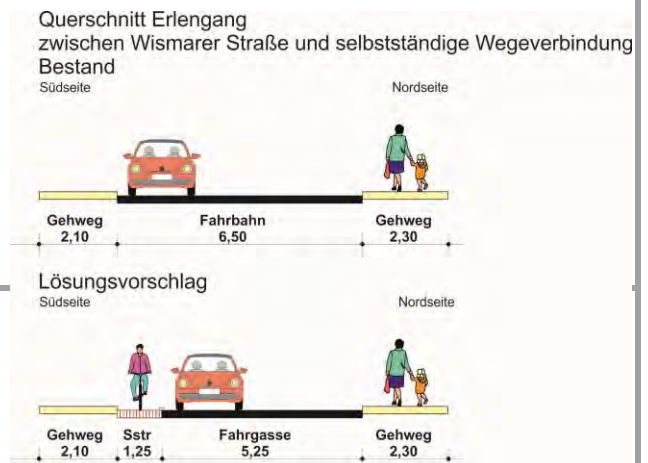 Querschnitt Erlengang
zwischen Wismarer Straße und selbstständige Wegeverbindung
Bestand
Südseite Nordseite
Gehweg Fahrbahn Gehweg
2,10 6,50 2,30
Lösungsvorschlag
Südseite Nordseite
Gehweg Sstr Fahrgasse Gehweg
2,10 1,25 5,25 2,30